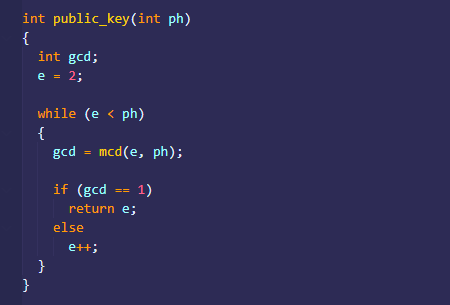 int public_key(int ph)
{
int gcd;
e = 2;
while (e < ph)
{
gcd = mcd(e, ph);
if (gcd == 1)
return e;
else
e++;
}
}